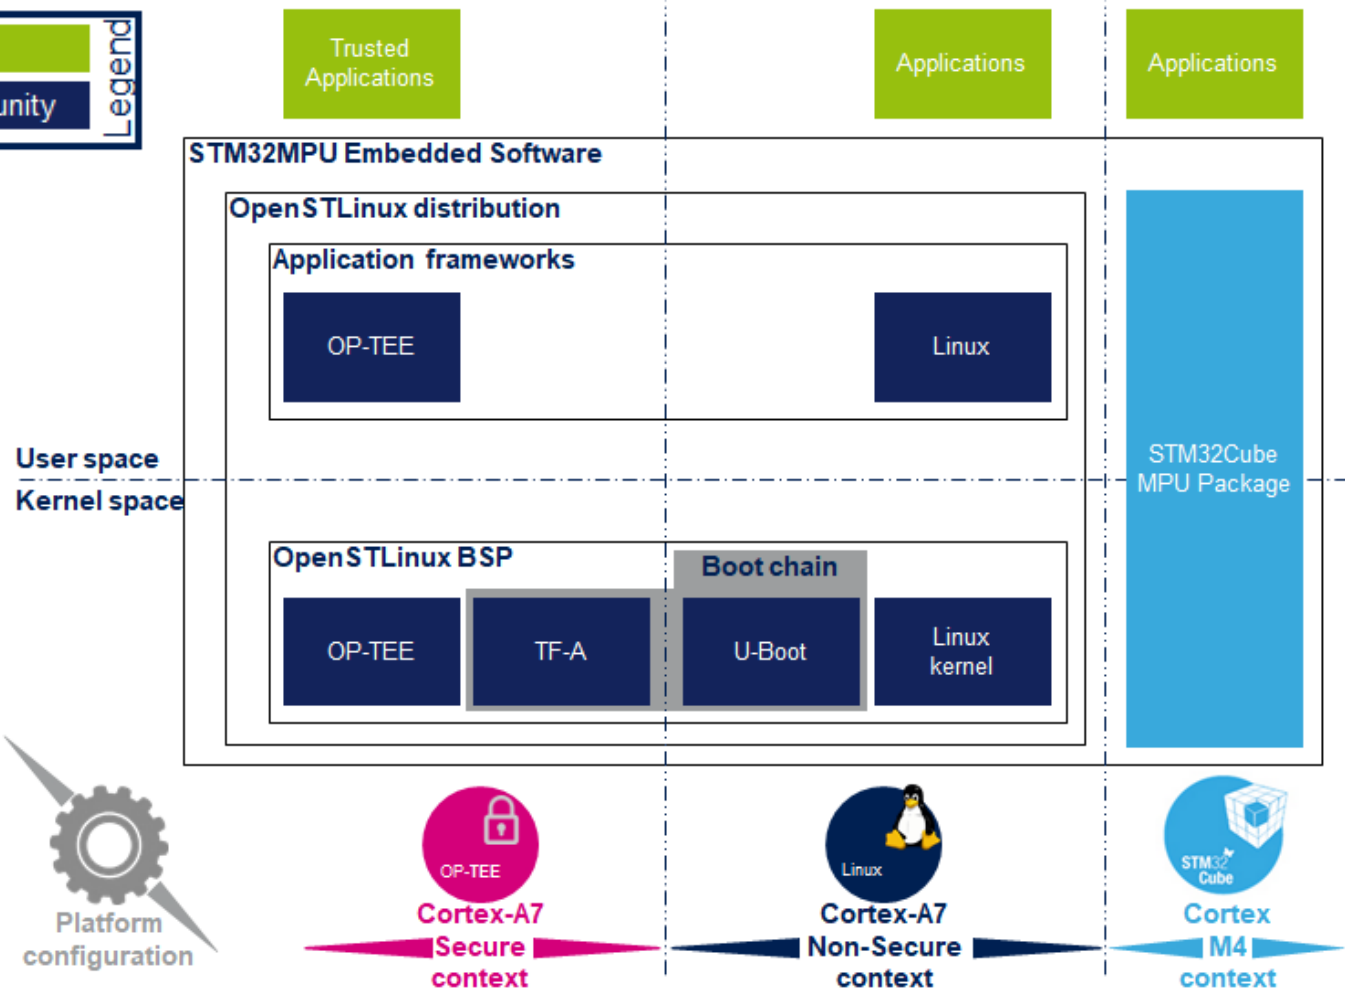 Legend
Trusted
Applications
Applications
Applications
STM32MPU Embedded Software
OpenSTLinux distribution
Application frameworks
OP-TEE
Linux
User space
Kernel space
STM32Cube
MPU Package
OpenSTLinux BSP
Boot chain
OP-TEE
TF-A
U-Boot
Linux
kernel
OP-TEE
Linux
STM32
Cube
Platform
configuration
Cortex-A7
Secure
context
Cortex-A7
Non-Secure
context
Cortex
M4
context